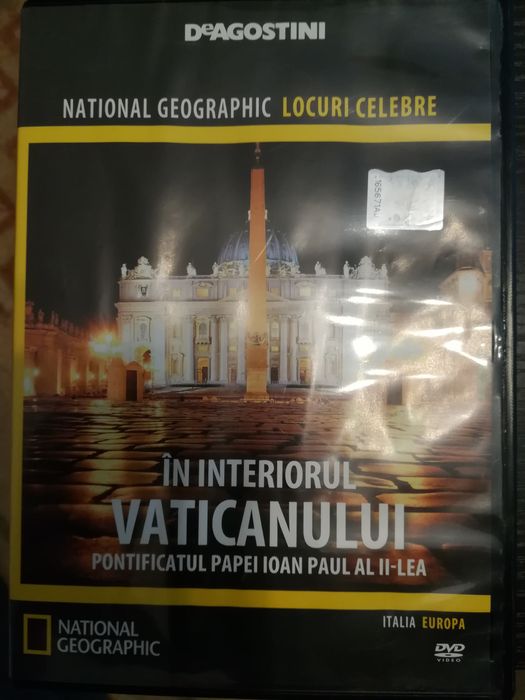 DeAGOSTINI
NATIONAL GEOGRAPHIC LOCURI CELEBRE
ÎN INTERIORUL
VATICANULUI
PONTIFICATUL PAPEI IOAN PAUL AL II-LEA
ITALIA EUROPA
NATIONAL
GEOGRAPHIC
DVD
VIDEO